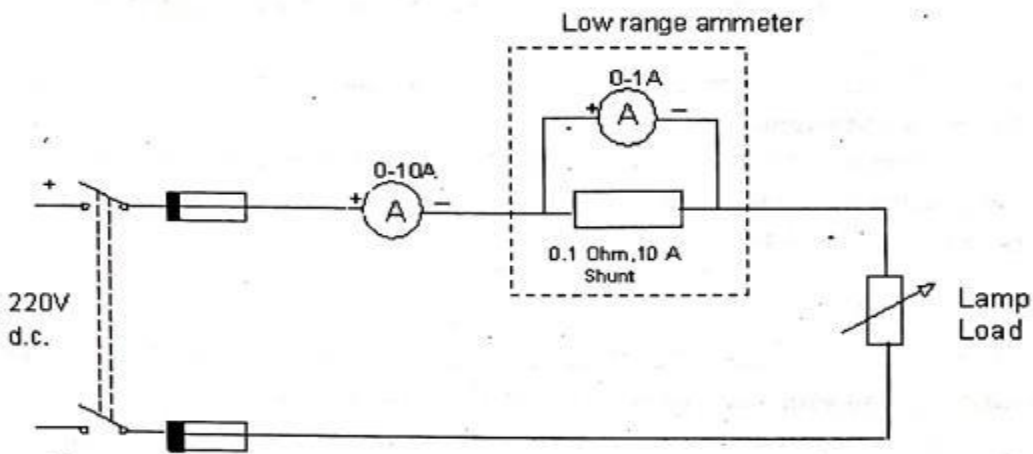 Low range ammeter
0-1A
+ A −
0-10A
+
+ A −
0.1 Ohm,10 A
Shunt
220V
d.c.
Lamp
Load